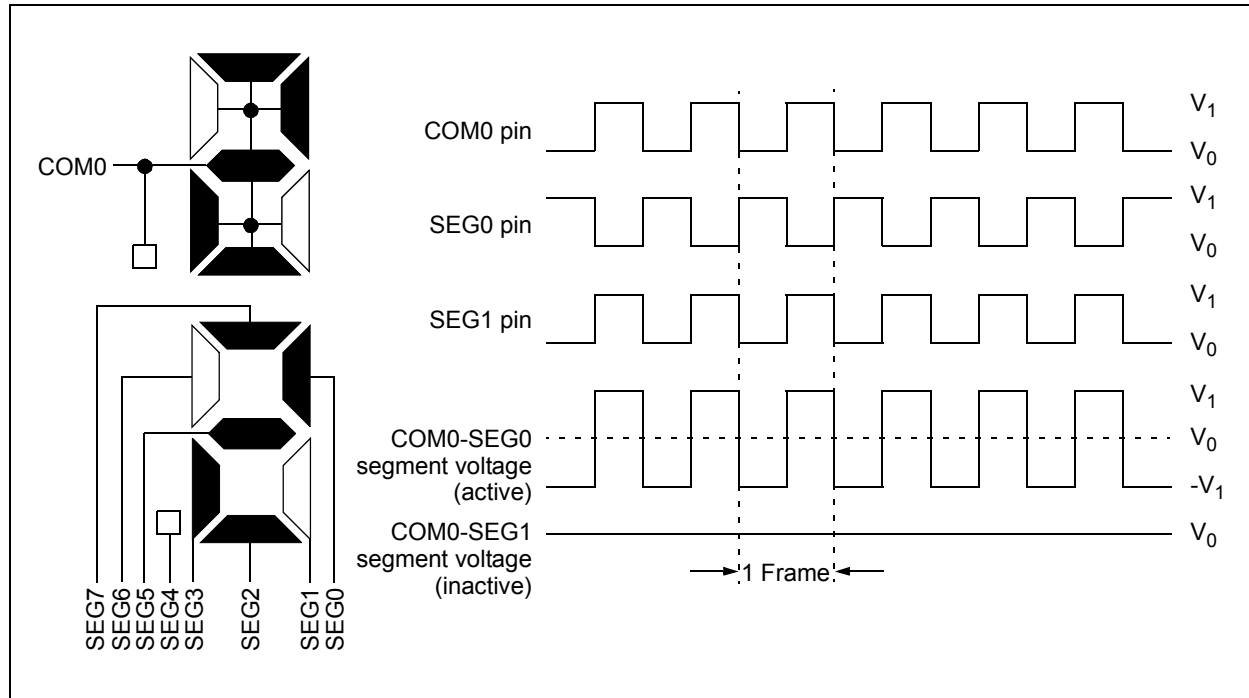 COM0
SEG7
SEG6
SEG5
SEG4
SEG3
SEG2
SEG1
SEG0
COM0 pin
V1
V0
SEG0 pin
V1
V0
SEG1 pin
V1
V0
COM0-SEG0
segment voltage
(active)
V1
V0
-V1
COM0-SEG1
segment voltage
(inactive)
V0
1 Frame